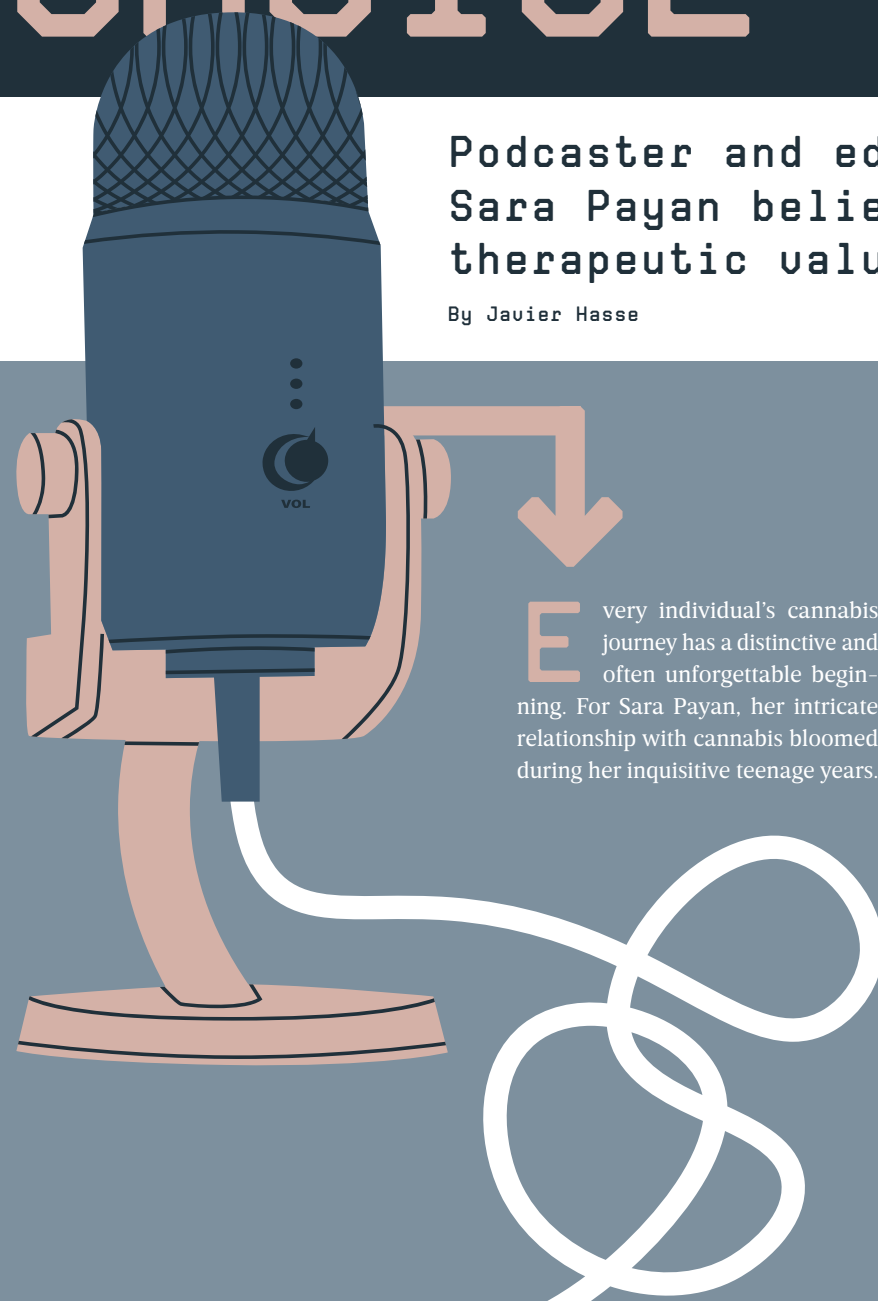 Podcaster and ed
Sara Payan belie
therapeutic valu
By Javier Hasse
VOL
Every individual's cannabis
journey has a distinctive and
often unforgettable begin-
ning. For Sara Payan, her intricate
relationship with cannabis bloomed
during her inquisitive teenage years.